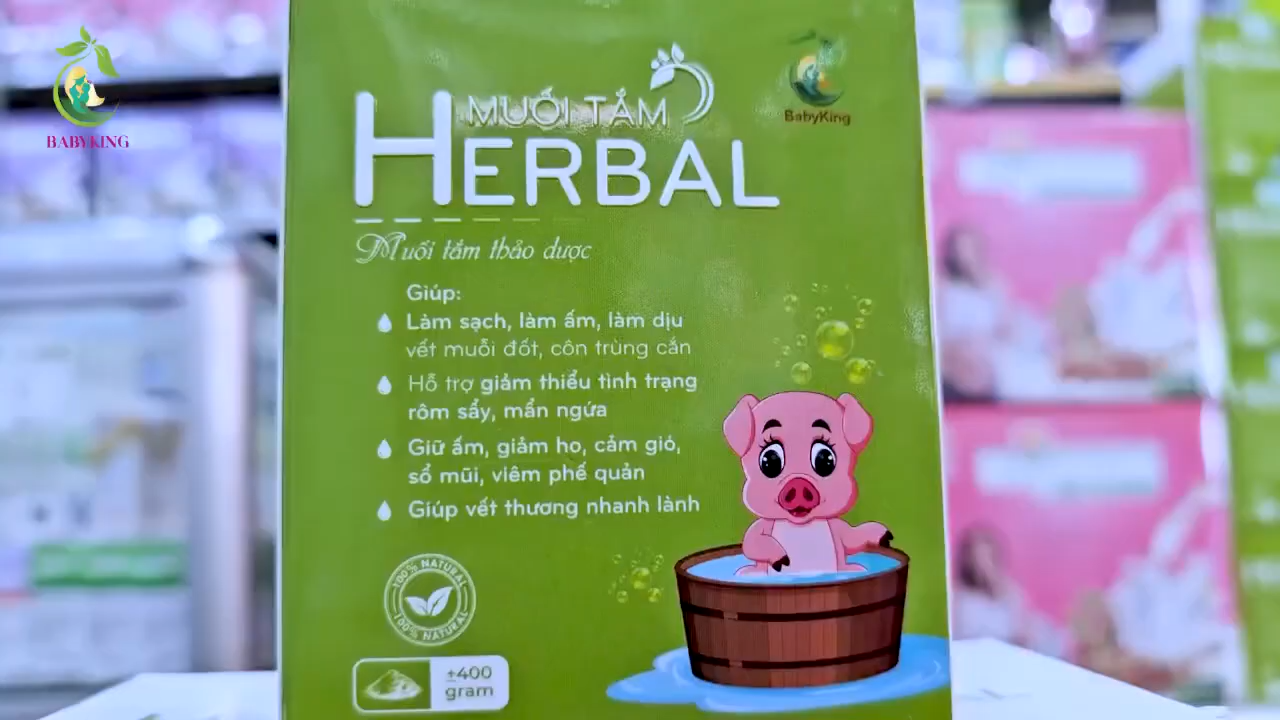 BABYKING
MUỐI TẮM
HERBAL
BabyKing
Muối tắm thảo dược
Giúp:
Làm sạch, làm ấm, làm dịu
vết muỗi đốt, côn trùng cắn
Hỗ trợ giảm thiểu tình trạng
rôm sẩy, mẩn ngứa
Giữ ấm, giảm ho, cảm gió,
sổ mũi, viêm phế quản
Giúp vết thương nhanh lành
100% NATURAL
100% NATURAL
±400
gram